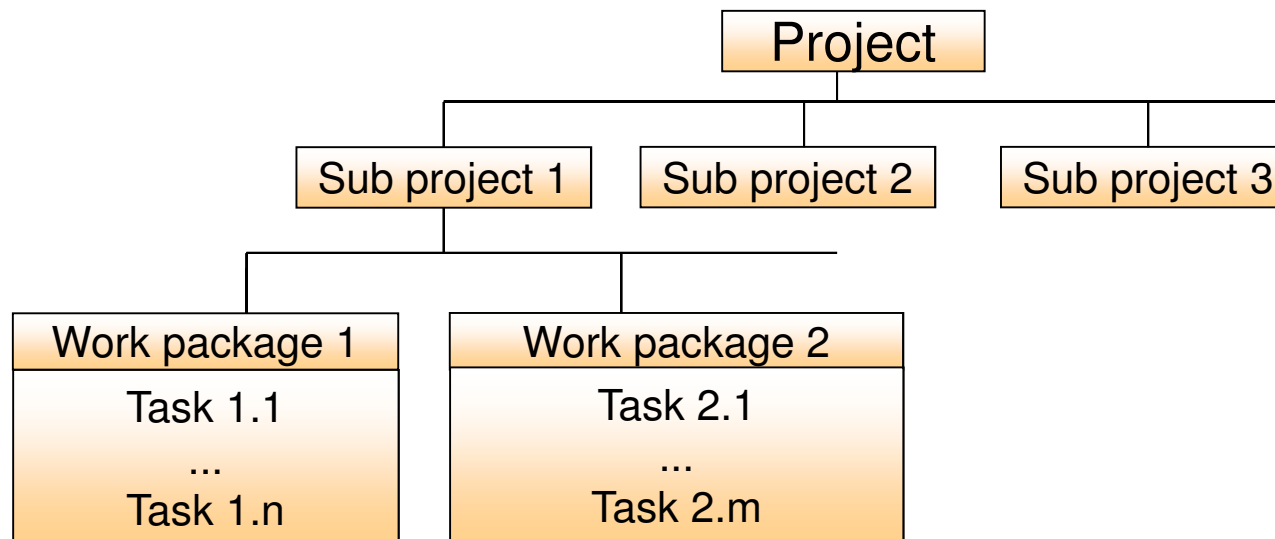 Project
Sub project 1
Sub project 2
Sub project 3
Work package 1
Task 1.1
...
Task 1.n
Work package 2
Task 2.1
...
Task 2.m